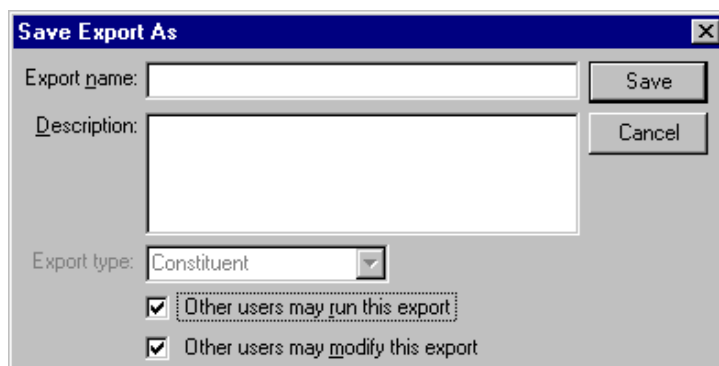 Save Export As
Export name:
Save
Description:
Cancel
Export type: Constituent
Other users may run this export
Other users may modify this export